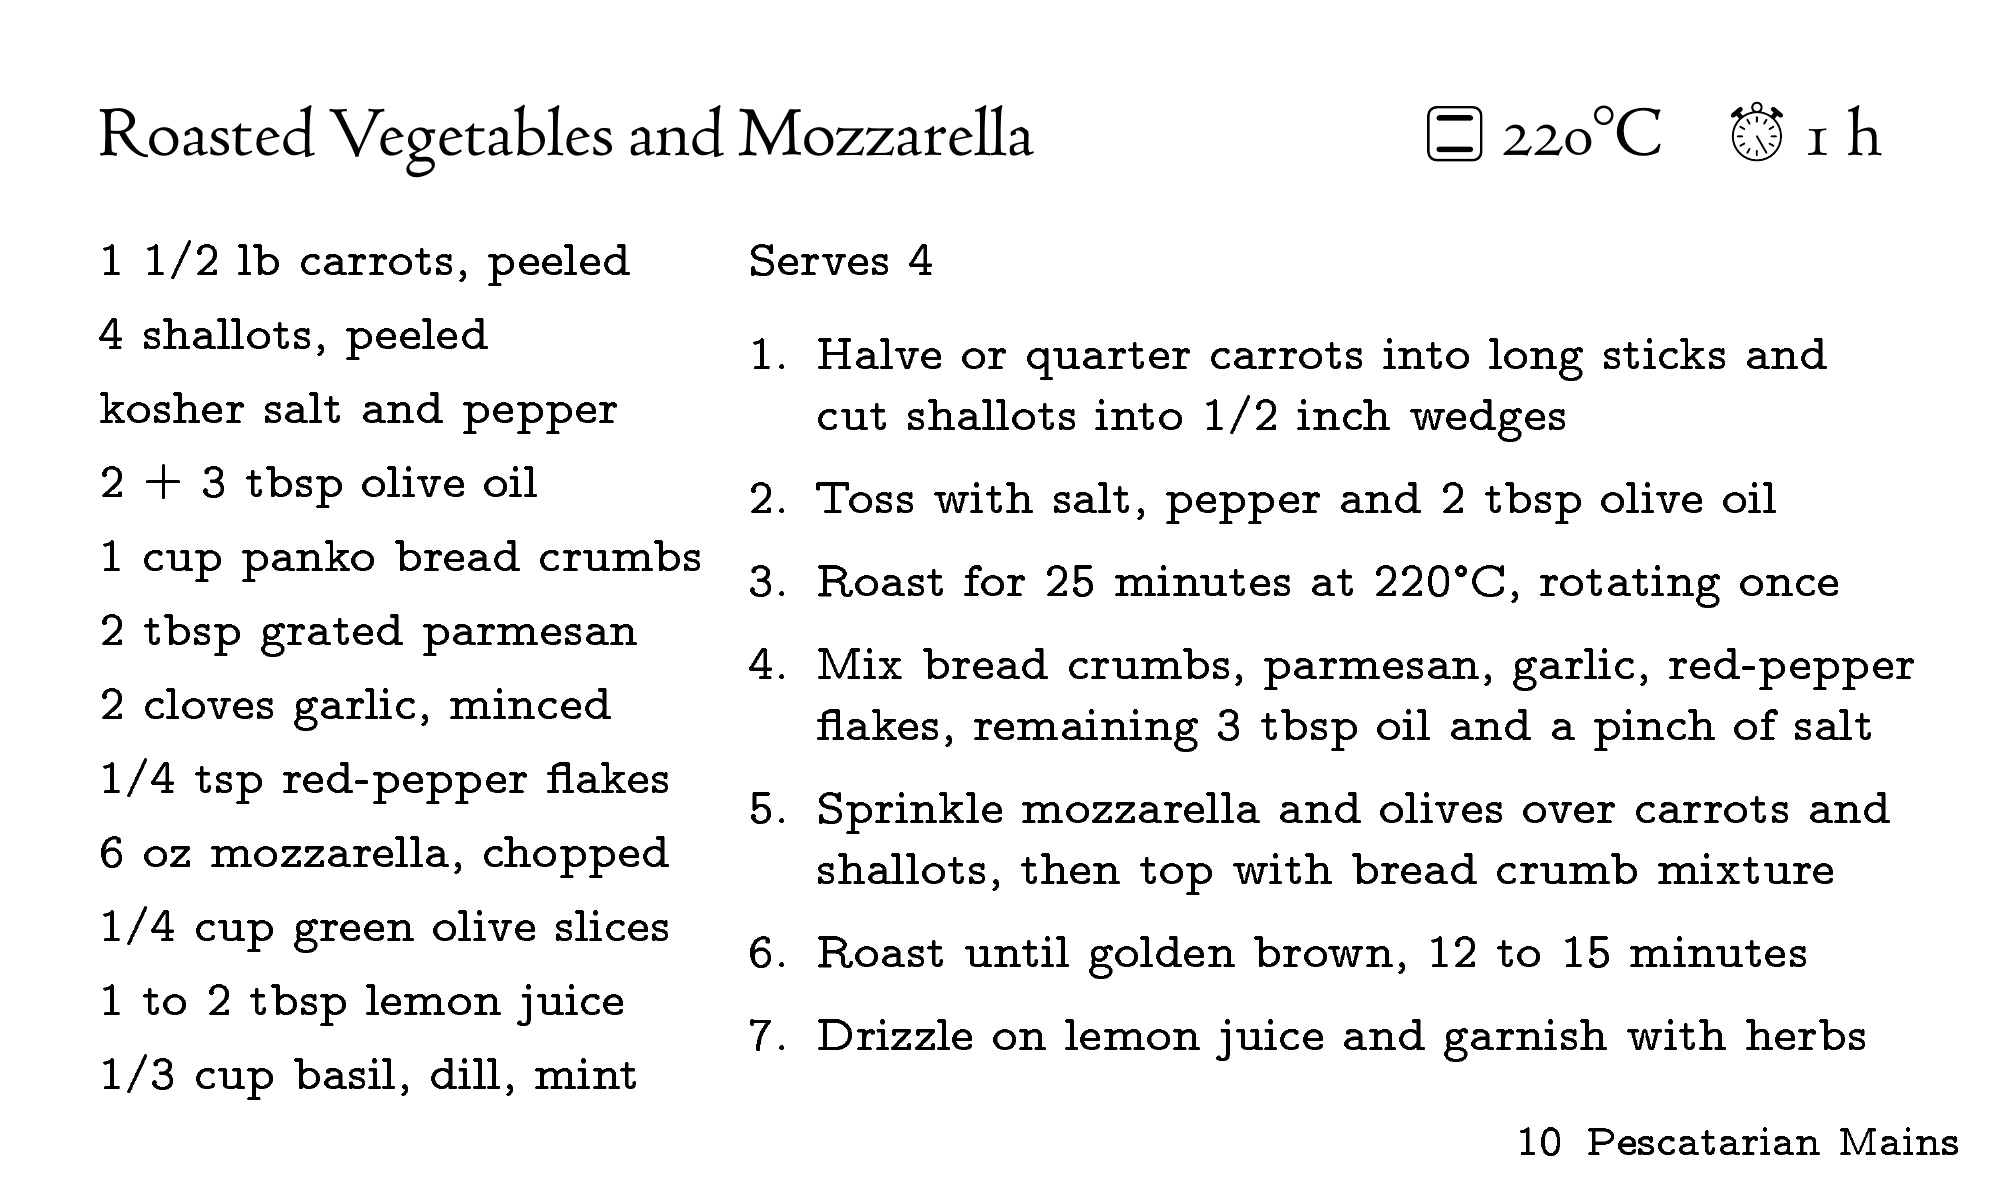 Roasted Vegetables and Mozzarella 220°C 1 h
1 1/2 lb carrots, peeled
4 shallots, peeled
kosher salt and pepper
2 + 3 tbsp olive oil
1 cup panko bread crumbs
2 tbsp grated parmesan
2 cloves garlic, minced
1/4 tsp red-pepper flakes
6 oz mozzarella, chopped
1/4 cup green olive slices
1 to 2 tbsp lemon juice
1/3 cup basil, dill, mint
Serves 4
1. Halve or quarter carrots into long sticks and
cut shallots into 1/2 inch wedges
2. Toss with salt, pepper and 2 tbsp olive oil
3. Roast for 25 minutes at 220°C, rotating once
4. Mix bread crumbs, parmesan, garlic, red-pepper
flakes, remaining 3 tbsp oil and a pinch of salt
5. Sprinkle mozzarella and olives over carrots and
shallots, then top with bread crumb mixture
6. Roast until golden brown, 12 to 15 minutes
7. Drizzle on lemon juice and garnish with herbs
10 Pescatarian Mains